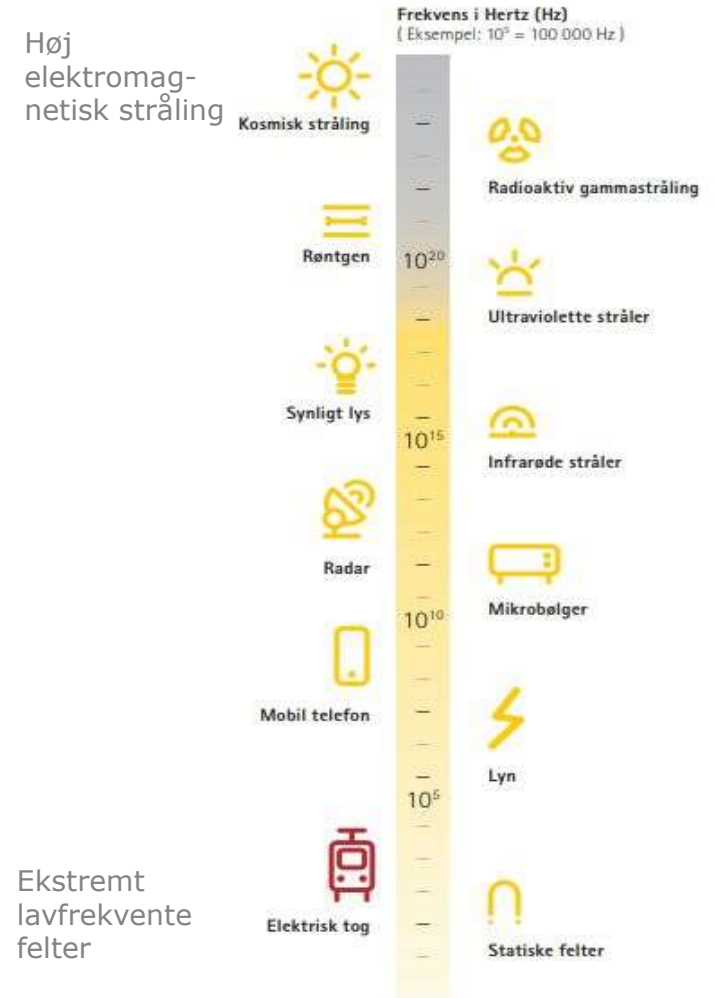 Frekvens i Hertz (Hz)
( Eksempel: 10⁵ = 100 000 Hz )
Høj
elektromag-
netisk stråling
Kosmisk stråling
Radioaktiv gammastråling
Røntgen
10²⁰
Ultraviolette stråler
Synligt lys
10¹⁵
Infrarøde stråler
Radar
Mikrobølger
10¹⁰
Mobil telefon
Lyn
10⁵
Ekstremt
lavfrekvente
felter
Elektrisk tog
Statiske felter